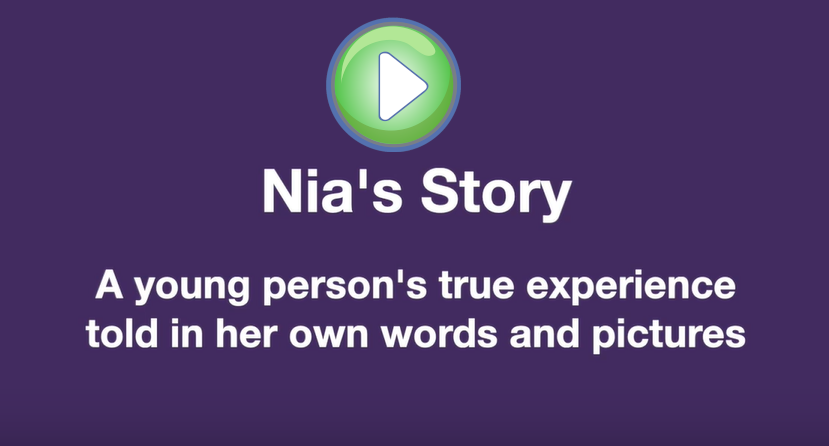 Nia's Story
A young person's true experience
told in her own words and pictures